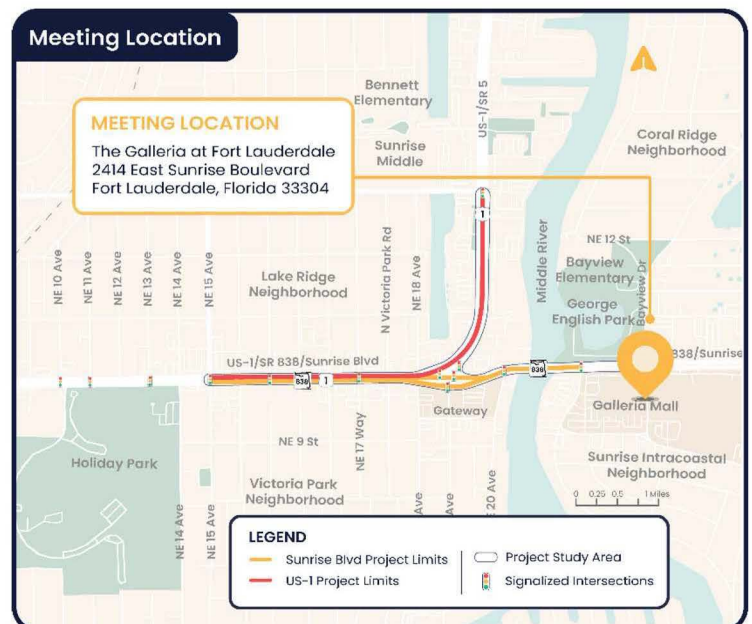 Meeting Location
Bennett
Elementary
US-1/SR 5
MEETING LOCATION
The Galleria at Fort Lauderdale
2414 East Sunrise Boulevard
Fort Lauderdale, Florida 33304
Sunrise
Middle
Coral Ridge
Neighborhood
1
NE 10 Ave
NE 11 Ave
NE 12 Ave
NE 13 Ave
NE 14 Ave
NE 15 Ave
Lake Ridge
Neighborhood
N Victoria Park Rd
NE 18 Ave
Middle River
NE 12 St
Bayview
Elementary
Bayview Dr
George
English Park
US-1/SR 838/Sunrise Blvd
838/Sunrise
838
1
838
Gateway
Galleria Mall
NE 9 St
NE 17 Way
Holiday Park
Sunrise Intracoastal
Neighborhood
Victoria Park
Neighborhood
0 0.25 0.5 1 Miles
NE 14 Ave
NE 15 Ave
Ave
Ave
E 20 Ave
LEGEND
Sunrise Blvd Project Limits
Project Study Area
US-1 Project Limits
Signalized Intersections